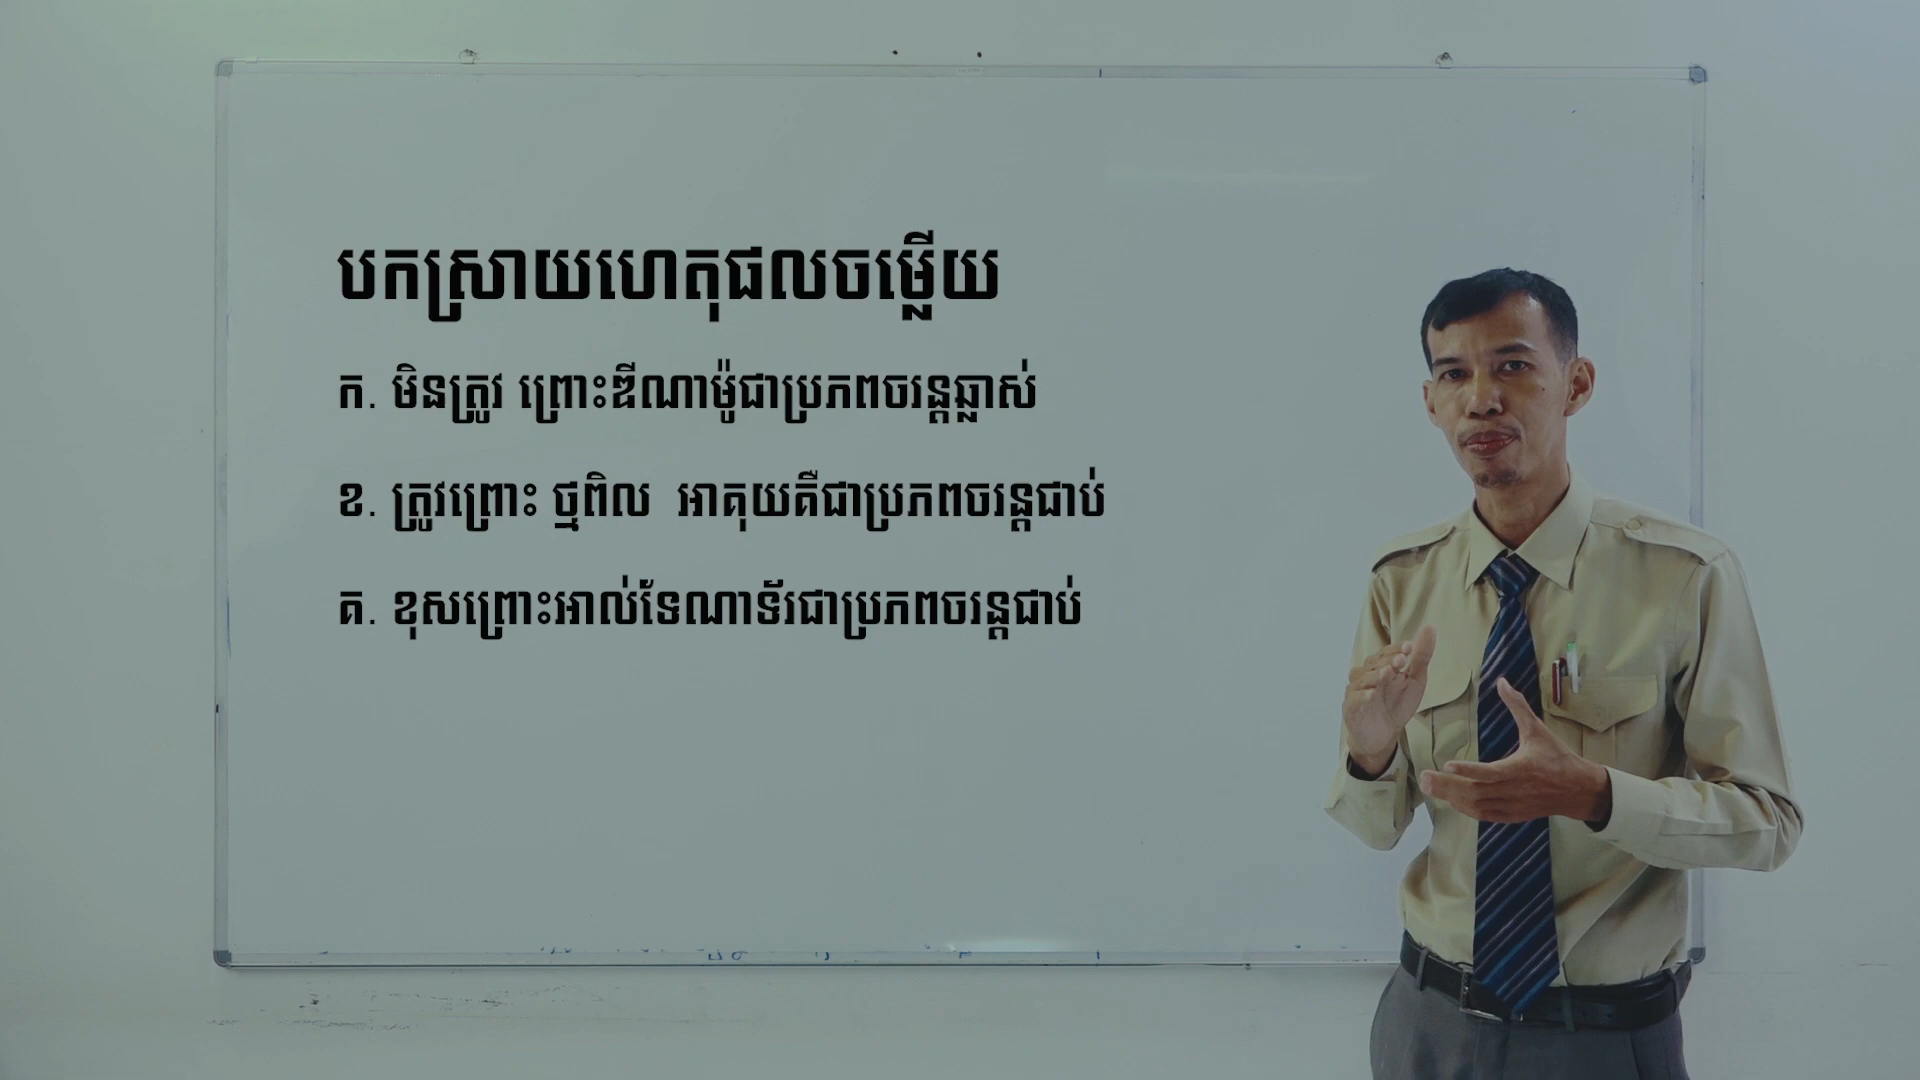 បកស្រាយហេតុផលចម្លើយ
ក. មិនត្រូវ ព្រោះឌីណាម៉ូជាប្រភពចរន្តឆ្លាស់
ខ. ត្រូវព្រោះ ថ្មពិល អាគុយគឺជាប្រភពចរន្តជាប់
គ. ខុសព្រោះអាល់ទែណាទ័រជាប្រភពចរន្តជាប់